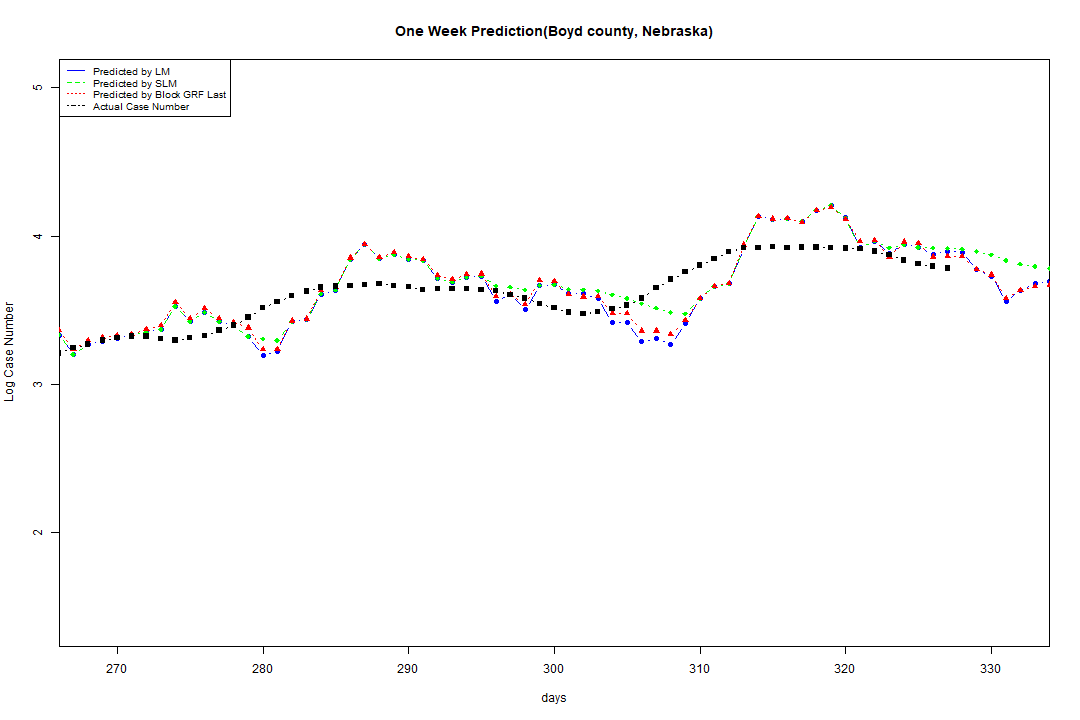 One Week Prediction(Boyd county, Nebraska)
Predicted by LM
Predicted by SLM
Predicted by Block GRF Last
Actual Case Number
5
4
3
2
Log Case Number
270 280 290 300 310 320 330
days